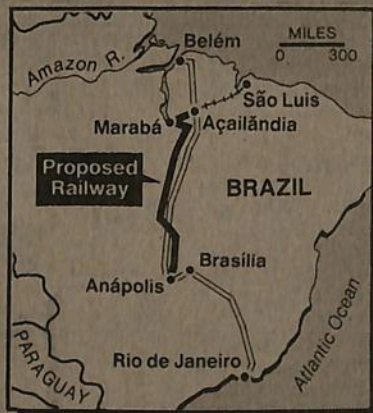 MILES
0 300
Amazon R.
Belém
São Luis
Marabá
Açailãndia
Proposed
Railway
BRAZIL
Brasília
Anápolis
PARAGUAY
Rio de Janeiro
Atlantic Ocean